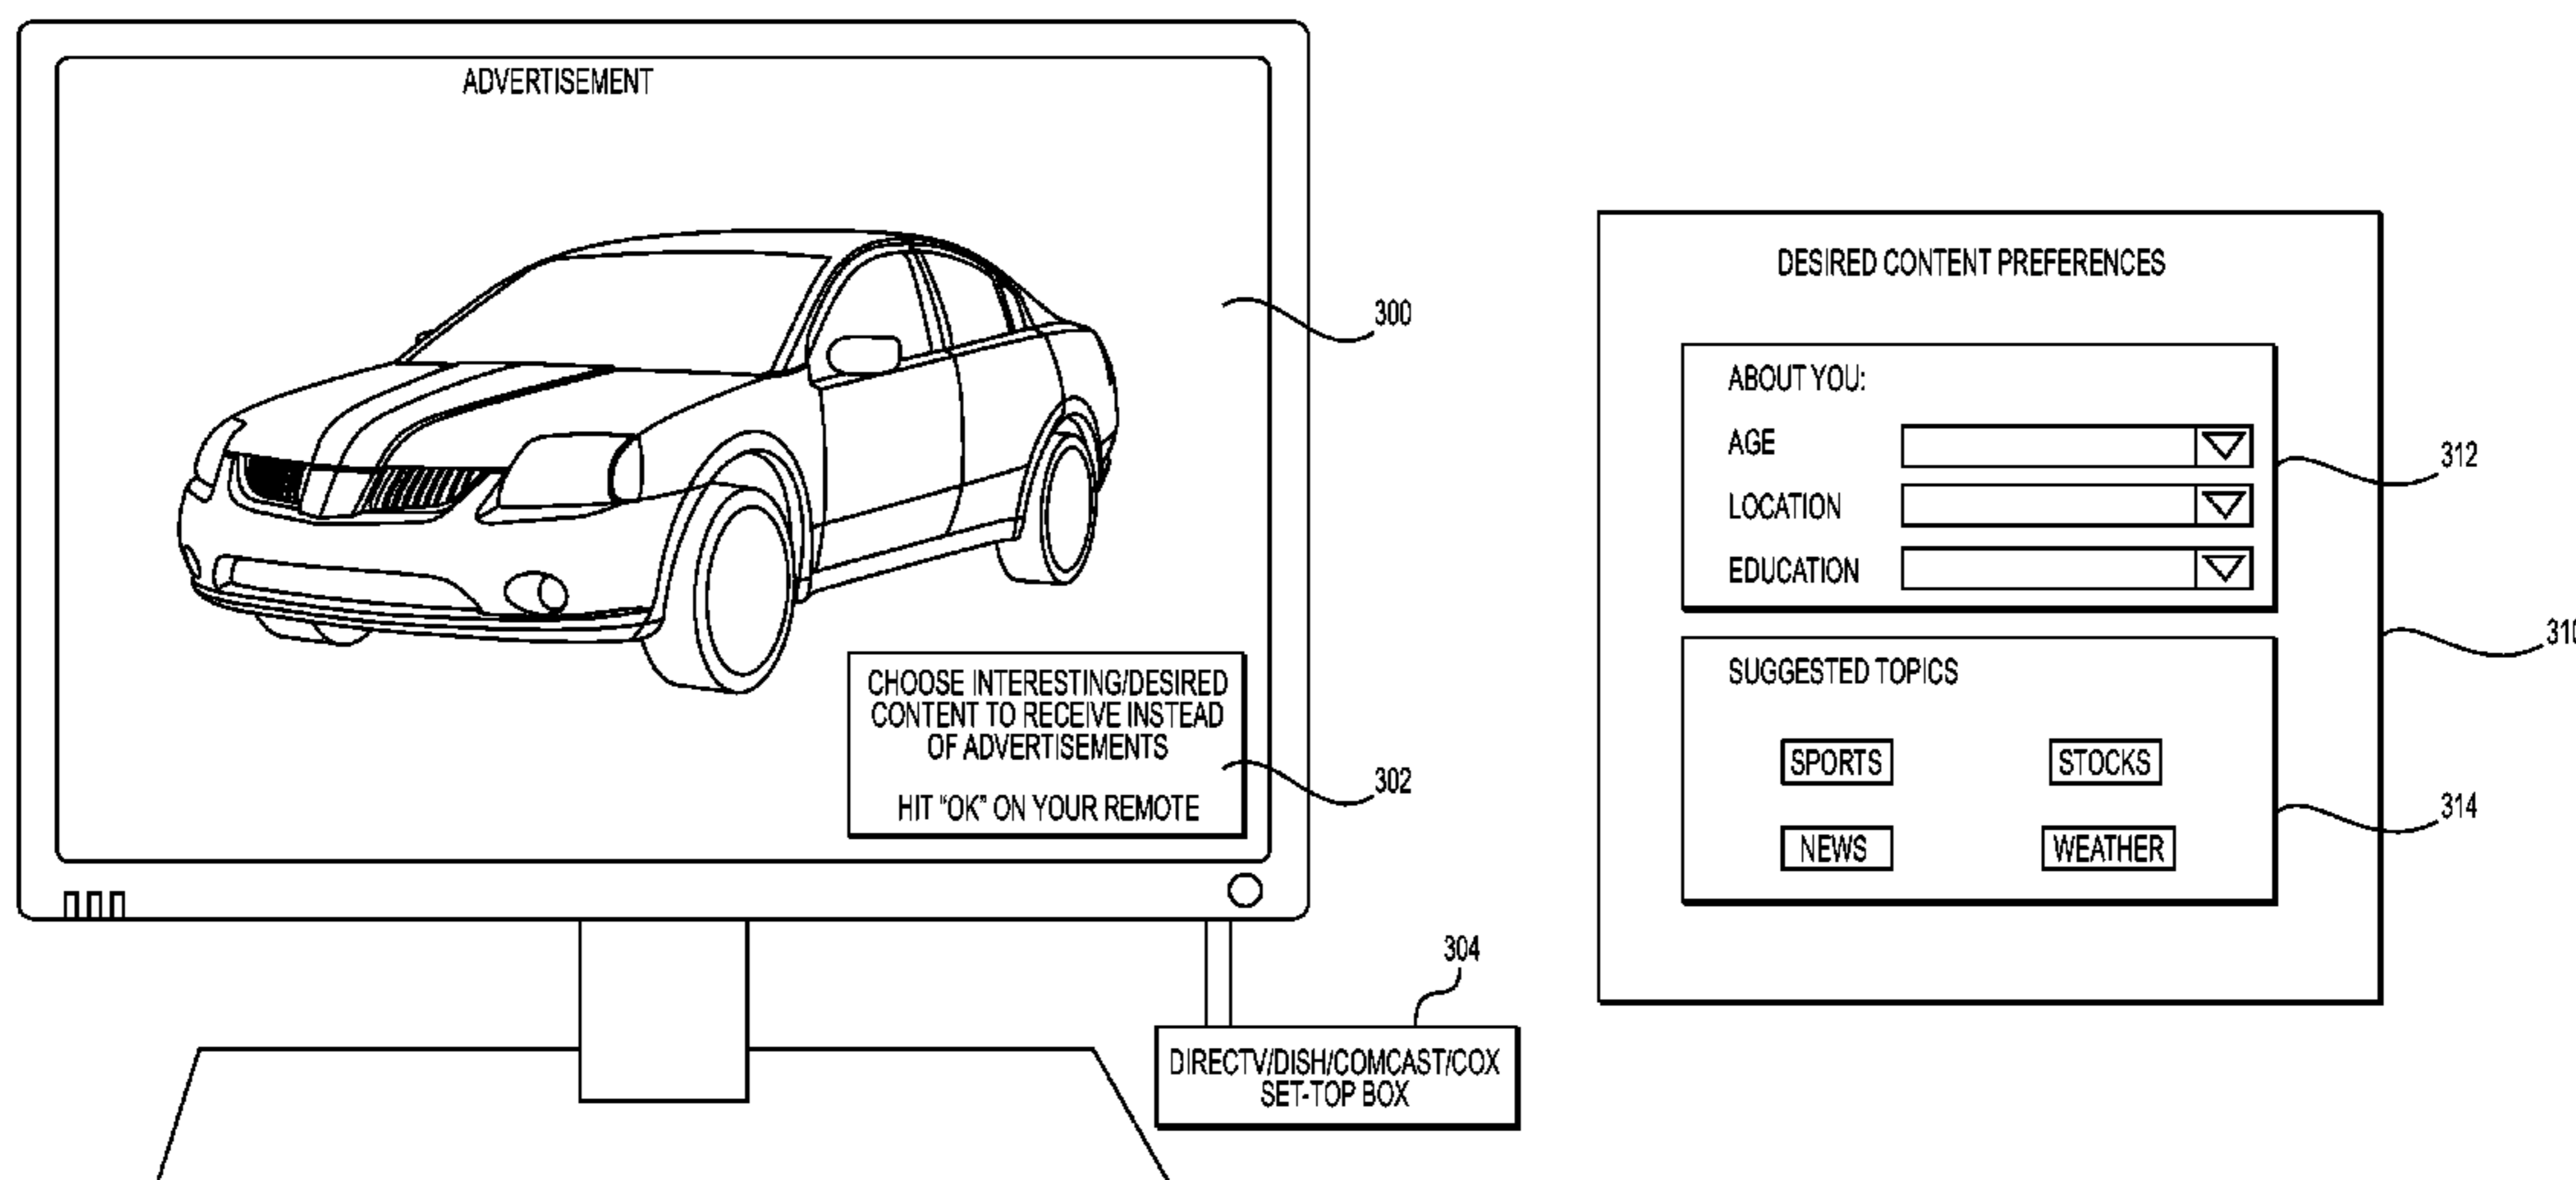 ADVERTISEMENT
300
CHOOSE INTERESTING/DESIRED
CONTENT TO RECEIVE INSTEAD
OF ADVERTISEMENTS
HIT "OK" ON YOUR REMOTE
302
304
DIRECTV/DISH/COMCAST/COX
SET-TOP BOX
DESIRED CONTENT PREFERENCES
ABOUT YOU:
AGE
LOCATION
EDUCATION
312
310
SUGGESTED TOPICS
SPORTS
STOCKS
NEWS
WEATHER
314